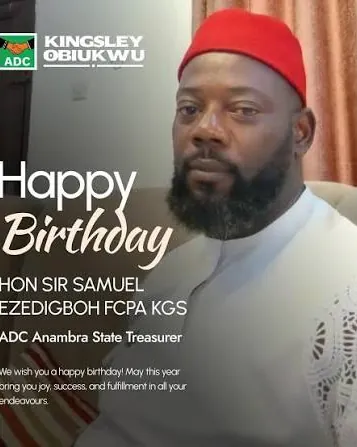 ADC
KINGSLEY
OBIUKWU
Happy
Birthday
HON SIR SAMUEL
EZEDIGBOH FCPA KGS
ADC Anambra State Treasurer
We wish you a happy birthday! May this year
bring you joy, success, and fulfillment in all your
endeavours.